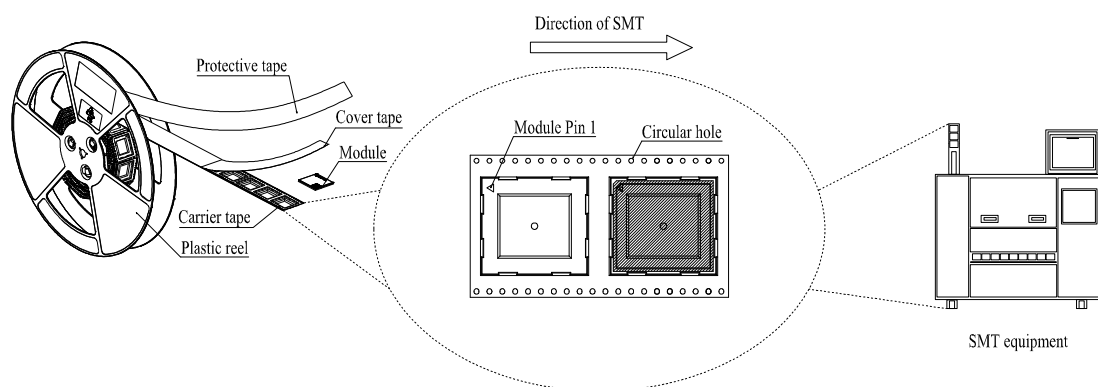 Direction of SMT
Protective tape
Cover tape
Module
Module Pin 1
Circular hole
Carrier tape
Plastic reel
SMT equipment